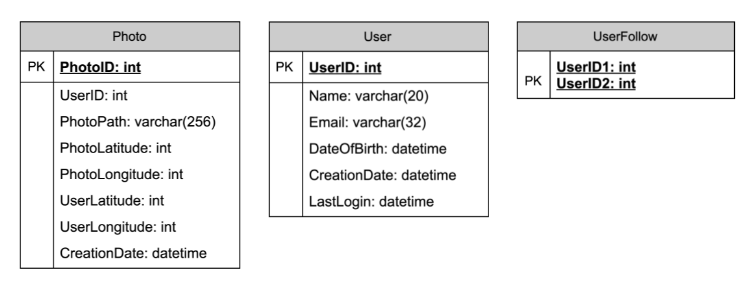 Photo
PK PhotoID: int
UserID: int
PhotoPath: varchar(256)
PhotoLatitude: int
PhotoLongitude: int
UserLatitude: int
UserLongitude: int
CreationDate: datetime
User
PK UserID: int
Name: varchar(20)
Email: varchar(32)
DateOfBirth: datetime
CreationDate: datetime
LastLogin: datetime
UserFollow
PK
UserID1: int
UserID2: int